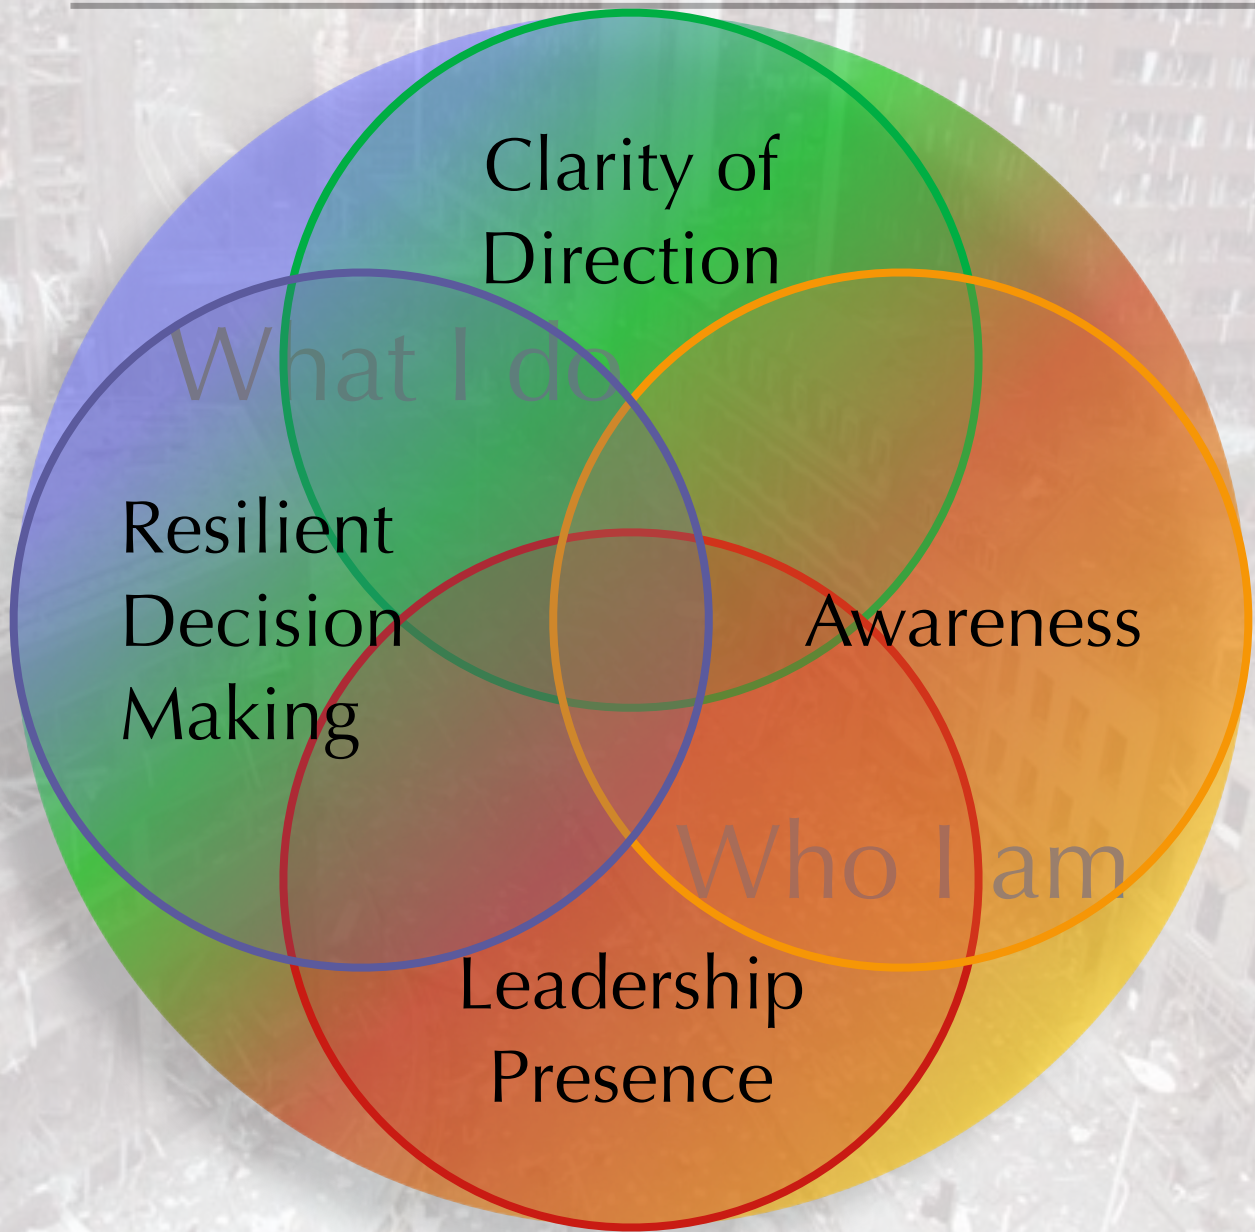 Clarity of
Direction
What I do
Resilient
Decision
Making
Awareness
Who I am
Leadership
Presence